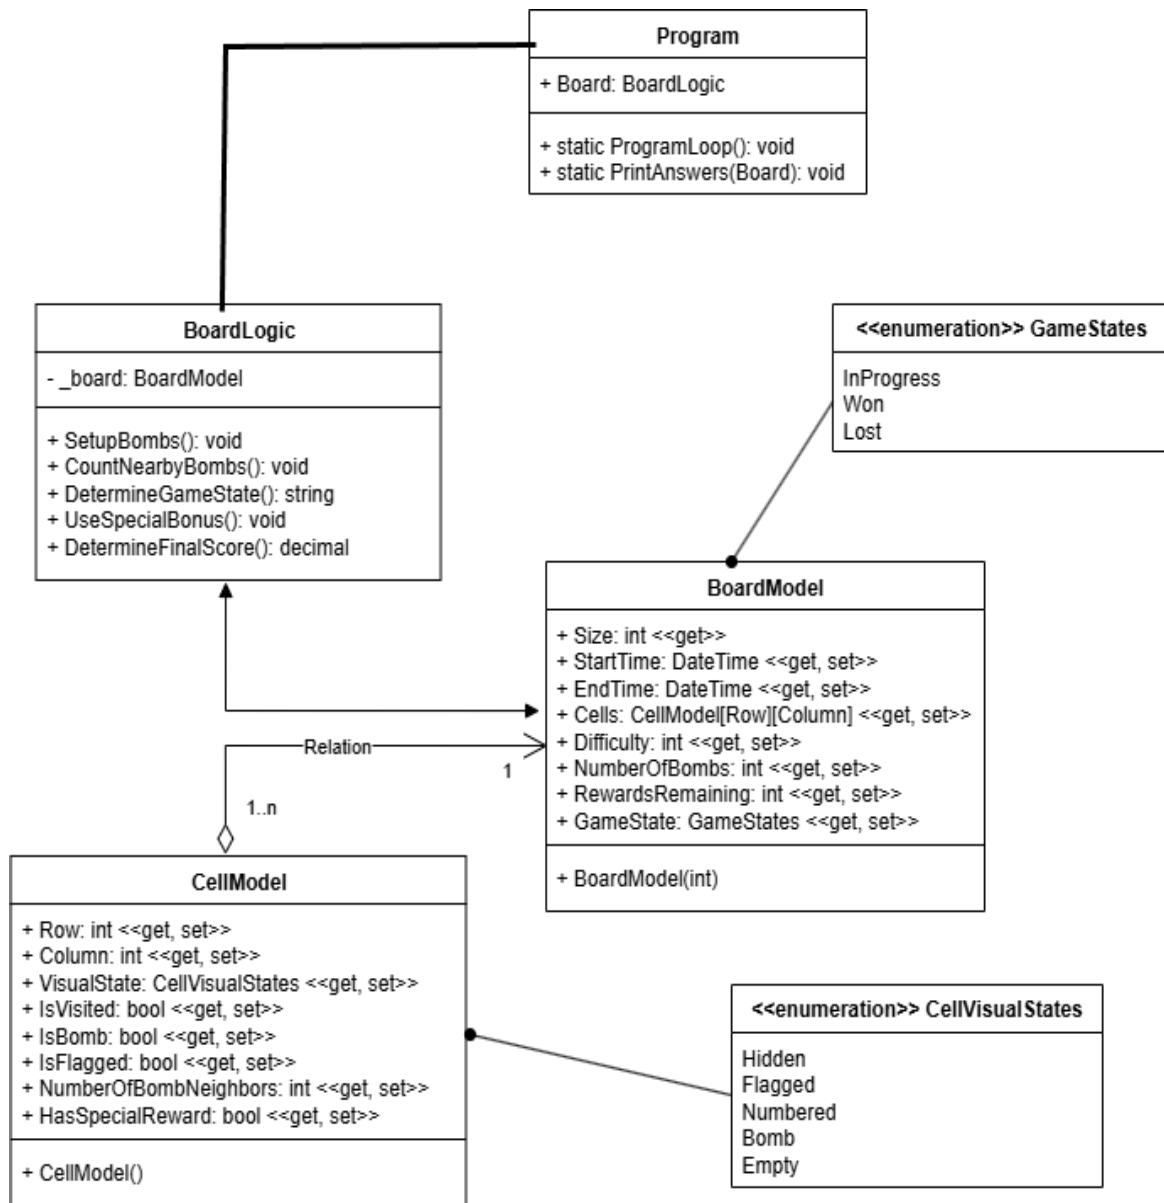 Program
+ Board: BoardLogic
+ static ProgramLoop(): void
+ static PrintAnswers(Board): void
BoardLogic
- _board: BoardModel
+ SetupBombs(): void
+ CountNearbyBombs(): void
+ DetermineGameState(): string
+ UseSpecialBonus(): void
+ DetermineFinalScore(): decimal
<<enumeration>> GameStates
InProgress
Won
Lost
BoardModel
+ Size: int <<get>>
+ StartTime: DateTime <<get, set>>
+ EndTime: DateTime <<get, set>>
+ Cells: CellModel[Row][Column] <<get, set>>
+ Difficulty: int <<get, set>>
+ NumberOfBombs: int <<get, set>>
+ RewardsRemaining: int <<get, set>>
+ GameState: GameStates <<get, set>>
+ BoardModel(int)
Relation
1
1..n
CellModel
+ Row: int <<get, set>>
+ Column: int <<get, set>>
+ VisualState: CellVisualStates <<get, set>>
+ IsVisited: bool <<get, set>>
+ IsBomb: bool <<get, set>>
+ IsFlagged: bool <<get, set>>
+ NumberOfBombNeighbors: int <<get, set>>
+ HasSpecialReward: bool <<get, set>>
+ CellModel()
<<enumeration>> CellVisualStates
Hidden
Flagged
Numbered
Bomb
Empty